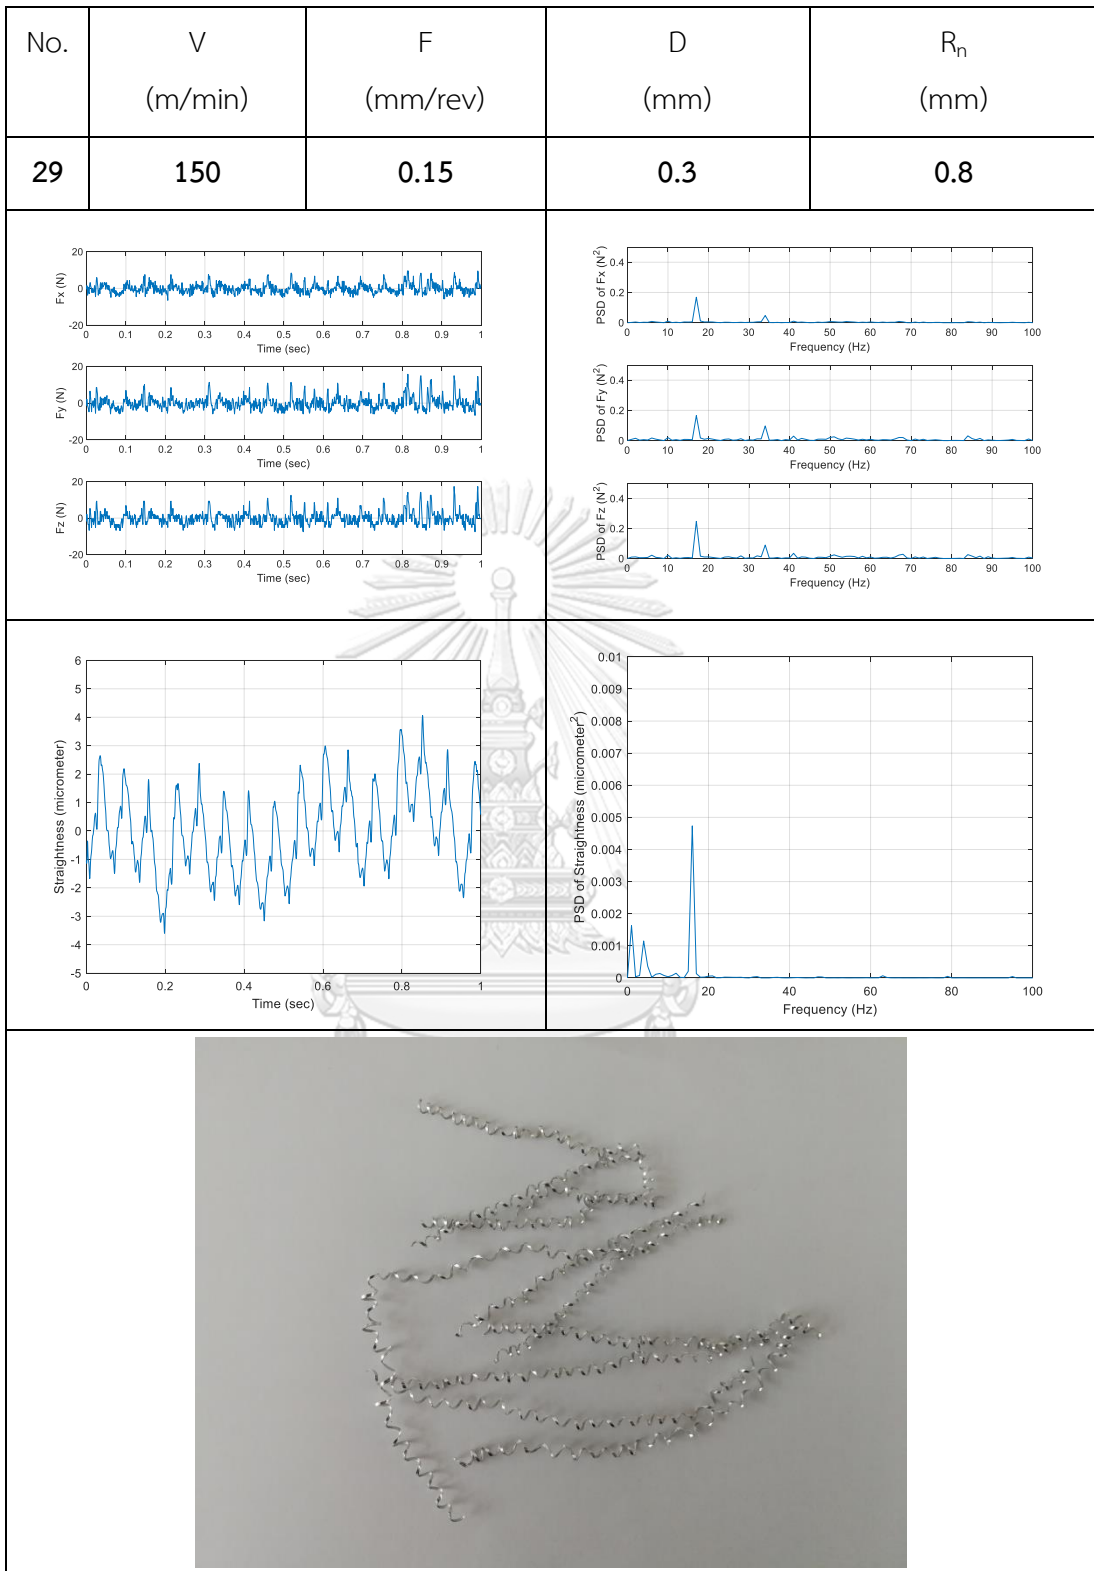 No. V F D Rn
(m/min) (mm/rev) (mm) (mm)
29 150 0.15 0.3 0.8
20
0
-20
Fx (N)
0 0.1 0.2 0.3 0.4 0.5 0.6 0.7 0.8 0.9 1
Time (sec)
20
0
-20
Fy (N)
0 0.1 0.2 0.3 0.4 0.5 0.6 0.7 0.8 0.9 1
Time (sec)
20
0
-20
Fz (N)
0 0.1 0.2 0.3 0.4 0.5 0.6 0.7 0.8 0.9 1
Time (sec)
0.4
0.2
0
PSD of Fx (N²)
0 10 20 30 40 50 60 70 80 90 100
Frequency (Hz)
0.4
0.2
0
PSD of Fy (N²)
0 10 20 30 40 50 60 70 80 90 100
Frequency (Hz)
0.4
0.2
0
PSD of Fz (N²)
0 10 20 30 40 50 60 70 80 90 100
Frequency (Hz)
6
5
4
3
2
1
0
-1
-2
-3
-4
-5
Straightness (micrometer)
0 0.2 0.4 0.6 0.8 1
Time (sec)
0.01
0.009
0.008
0.007
0.006
0.005
0.004
0.003
0.002
0.001
0
PSD of Straightness (micrometer²)
0 20 40 60 80 100
Frequency (Hz)